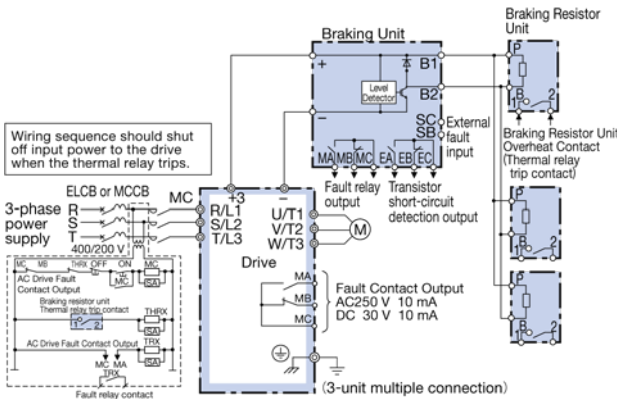 Braking Resistor
Unit
Braking Unit
P
B
1 2
+
B1
Level
Detector
B2
−
SC
SB
External
fault
input
MA MB MC EA EB EC
Fault relay
output
Transistor
short-circuit
detection output
Braking Resistor Unit
Overheat Contact
(Thermal relay
trip contact)
P
B
1 2
P
B
1 2
Wiring sequence should shut
off input power to the drive
when the thermal relay trips.
ELCB or MCCB
MC
3-phase
power
supply
R
S
T
400/200 V
+3
−
R/L1
S/L2
T/L3
U/T1
V/T2
W/T3
M
Drive
MA
MB
MC
Fault Contact Output
AC250 V 10 mA
DC 30 V 10 mA
(3-unit multiple connection)
MC MB THRX OFF ON MC
MC
SA
AC Drive Fault
Contact Output
Braking resistor unit
Thermal relay trip contact
1 2
THRX
SA
AC Drive Fault Contact Output
TRX
SA
MC MA
TRX
Fault relay contact